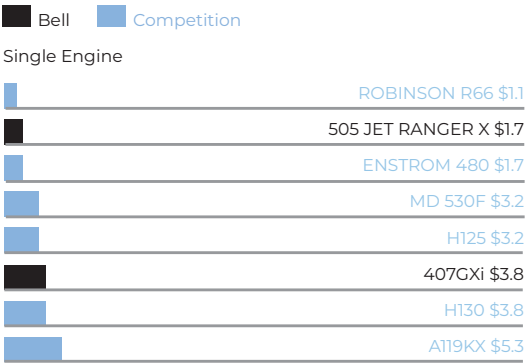 Bell Competition
Single Engine
ROBINSON R66 $1.1
505 JET RANGER X $1.7
ENSTROM 480 $1.7
MD 530F $3.2
H125 $3.2
407GXi $3.8
H130 $3.8
A119KX $5.3